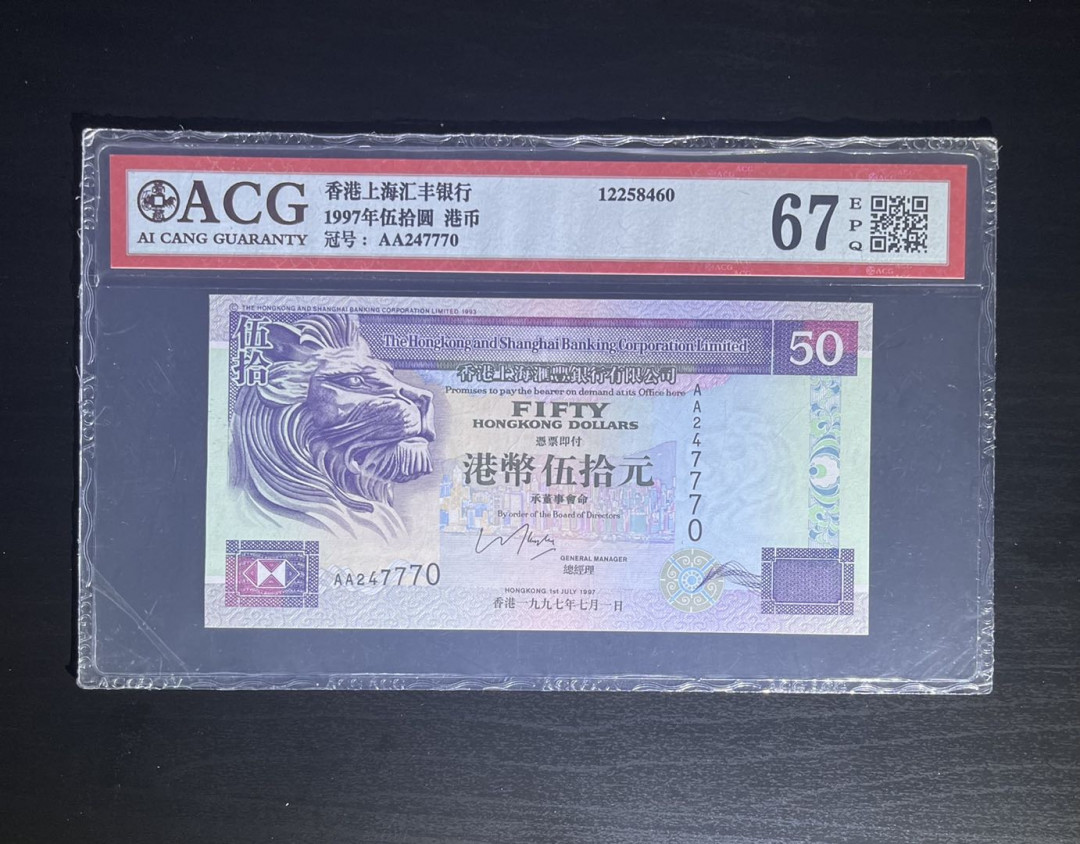 ACG
AI CANG GUARANTY
香港上海汇丰银行
1997年伍拾圆 港币
冠号：AA247770
12258460
67
EPQ
THE HONGKONG AND SHANGHAI BANKING CORPORATION LIMITED 1993
伍拾
The Hongkong and Shanghai Banking Corporation Limited
50
香港上海滙豐銀行有限公司
Promises to pay the bearer on demand at its Office here
FIFTY
HONGKONG DOLLARS
憑票即付
港幣伍拾元
承董事會命
By order of the Board of Directors
GENERAL MANAGER
總經理
HONGKONG 1st JULY 1997
香港一九九七年七月一日
AA247770
AA247770